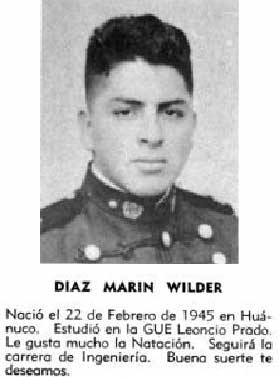 DIAZ MARIN WILDER
Nació el 22 de Febrero de 1945 en Huá-
nuco. Estudió en la GUE Leoncio Prado.
Le gusta mucho la Natación. Seguirá la
carrera de Ingeniería. Buena suerte te
deseamos.